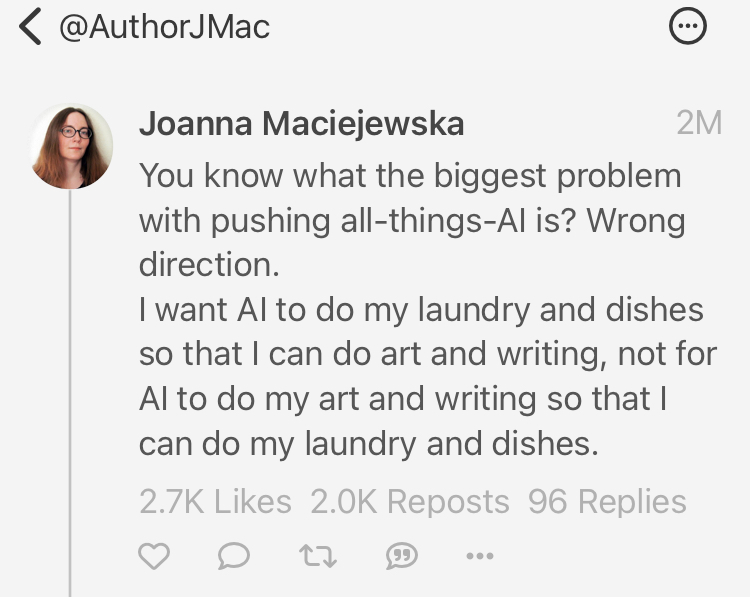 @AuthorJMac
Joanna Maciejewska 2M
You know what the biggest problem
with pushing all-things-AI is? Wrong
direction.
I want AI to do my laundry and dishes
so that I can do art and writing, not for
AI to do my art and writing so that I
can do my laundry and dishes.
2.7K Likes 2.0K Reposts 96 Replies